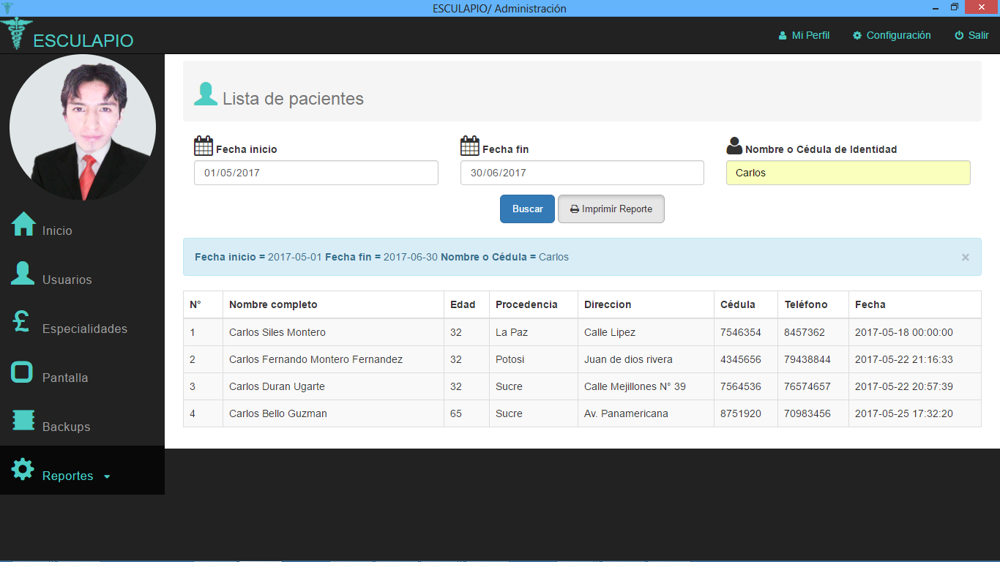 ESCULAPIO/ Administración
ESCULAPIO
Mi Perfil Configuración Salir
Lista de pacientes
Fecha inicio Fecha fin Nombre o Cédula de Identidad
01/05/2017 30/06/2017 Carlos
Buscar Imprimir Reporte
Fecha inicio = 2017-05-01 Fecha fin = 2017-06-30 Nombre o Cédula = Carlos ×
N° Nombre completo Edad Procedencia Direccion Cédula Teléfono Fecha
1 Carlos Siles Montero 32 La Paz Calle Lipez 7546354 8457362 2017-05-18 00:00:00
2 Carlos Fernando Montero Fernandez 32 Potosi Juan de dios rivera 4345656 79438844 2017-05-22 21:16:33
3 Carlos Duran Ugarte 32 Sucre Calle Mejillones N° 39 7564536 76574657 2017-05-22 20:57:39
4 Carlos Bello Guzman 65 Sucre Av. Panamericana 8751920 70983456 2017-05-25 17:32:20
Inicio
Usuarios
£ Especialidades
Pantalla
Backups
Reportes